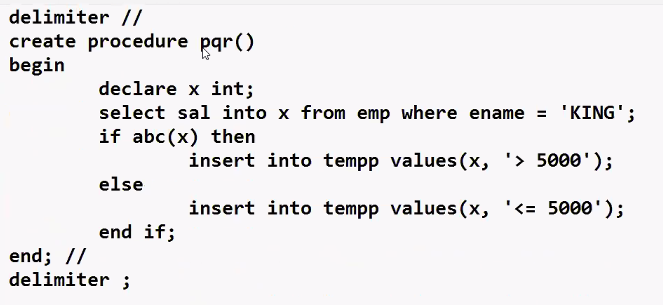 delimiter //
create procedure pqr()
begin
declare x int;
select sal into x from emp where ename = 'KING';
if abc(x) then
insert into tempp values(x, '> 5000');
else
insert into tempp values(x, '<= 5000');
end if;
end; //
delimiter ;